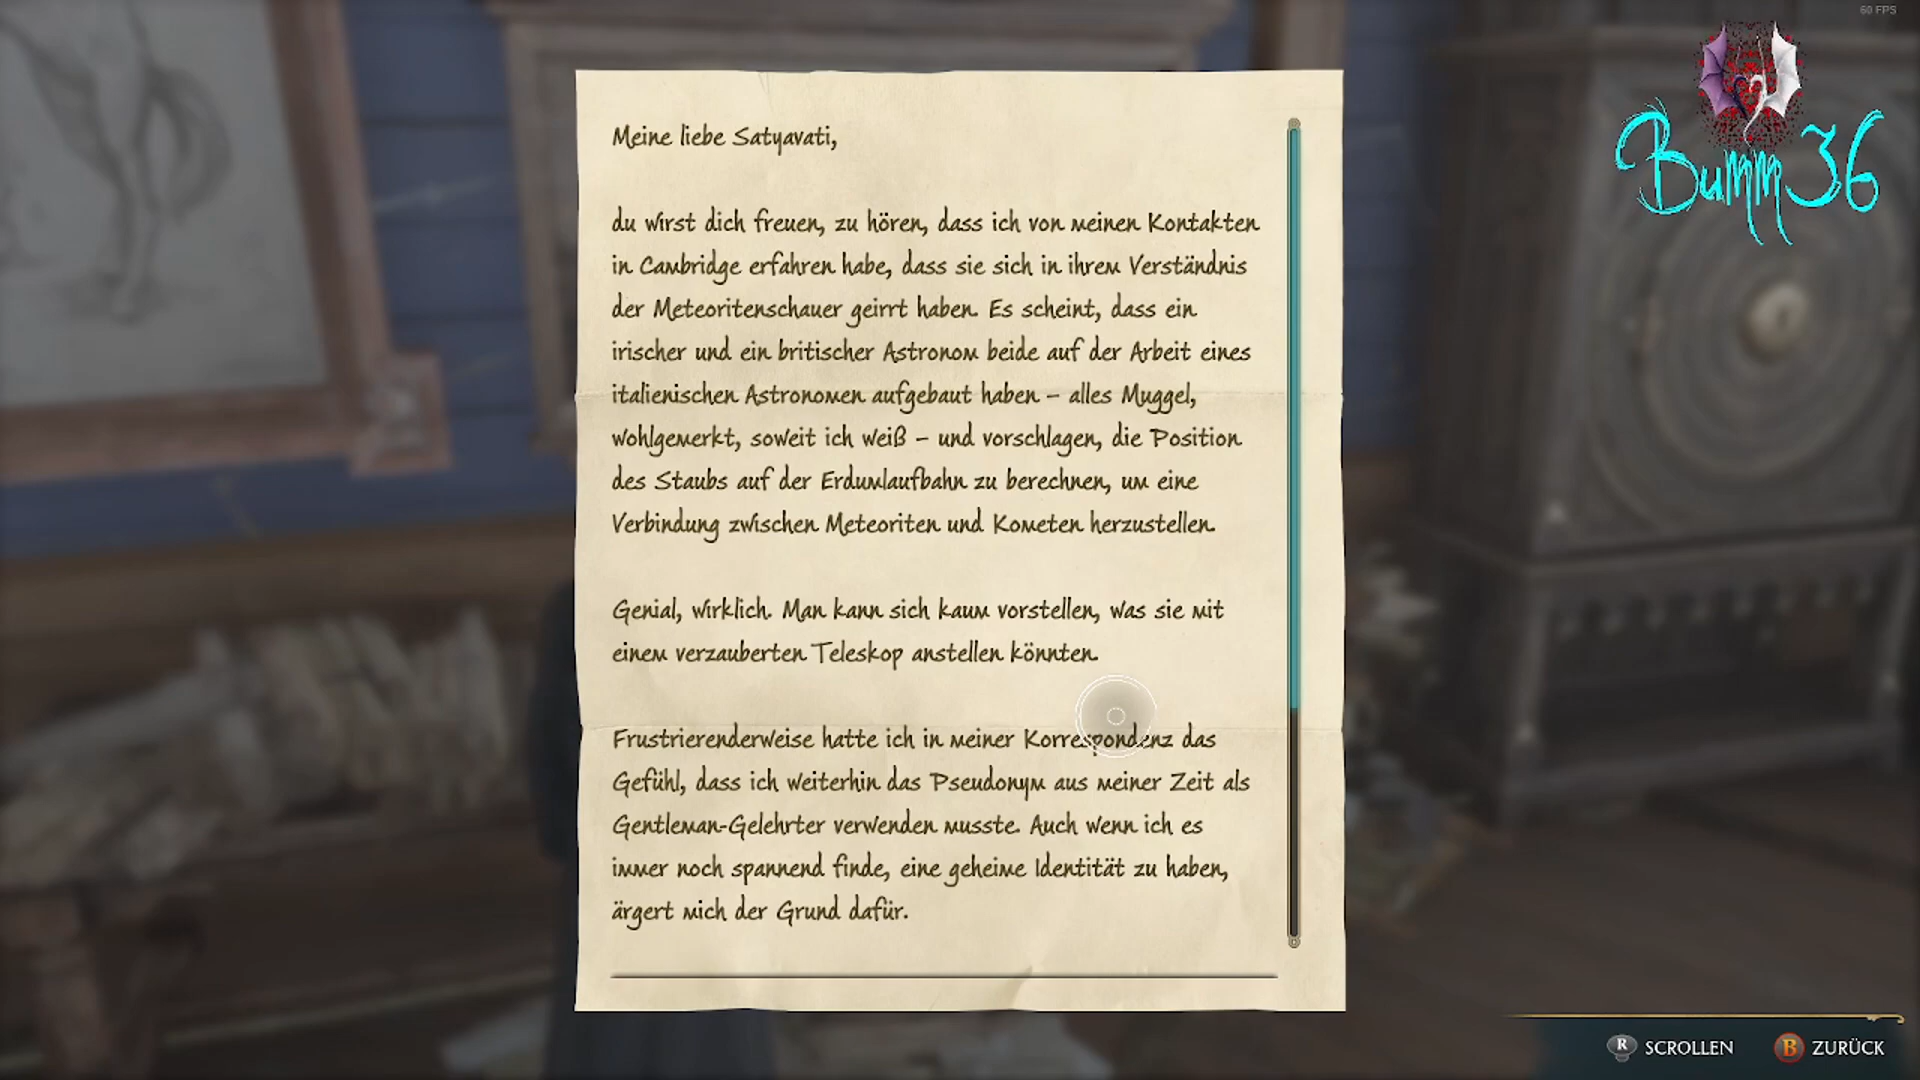 60 FPS
Bumm36
Meine liebe Satyavati,
du wirst dich freuen, zu hören, dass ich von meinen Kontakten
in Cambridge erfahren habe, dass sie sich in ihrem Verständnis
der Meteoritenschauer geirrt haben. Es scheint, dass ein
irischer und ein britischer Astronom beide auf der Arbeit eines
italienischen Astronomen aufgebaut haben – alles Muggel,
wohlgemerkt, soweit ich weiß – und vorschlagen, die Position
des Staubs auf der Erdumlaufbahn zu berechnen, um eine
Verbindung zwischen Meteoriten und Kometen herzustellen.
Genial, wirklich. Man kann sich kaum vorstellen, was sie mit
einem verzauberten Teleskop anstellen könnten.
Frustrierenderweise hatte ich in meiner Korrespondenz das
Gefühl, dass ich weiterhin das Pseudonym aus meiner Zeit als
Gentleman-Gelehrter verwenden musste. Auch wenn ich es
immer noch spannend finde, eine geheime Identität zu haben,
ärgert mich der Grund dafür.
R SCROLLEN B ZURÜCK